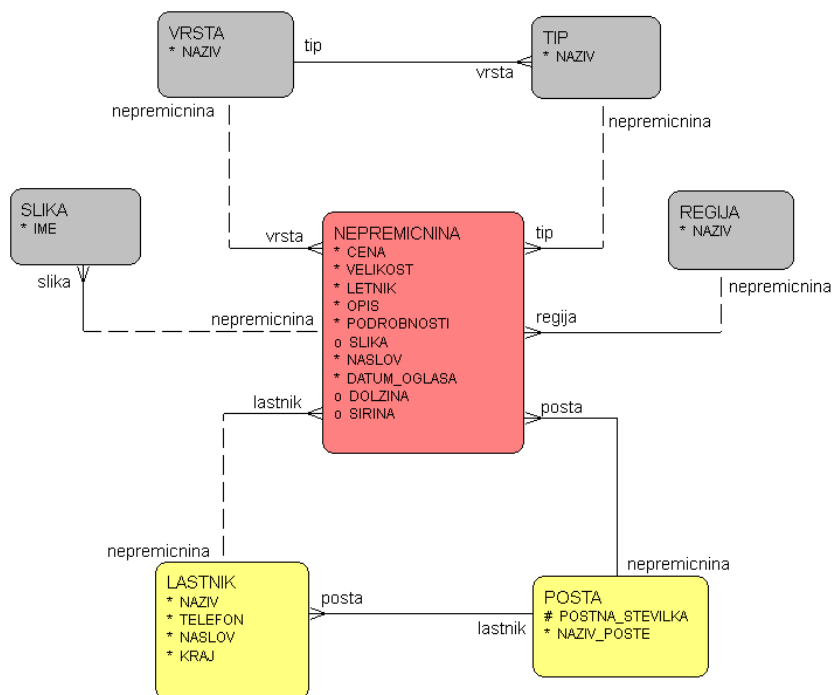 VRSTA
* NAZIV
tip
TIP
* NAZIV
vrsta
nepremicnina
nepremicnina
SLIKA
* IME
slika
nepremicnina
vrsta
NEPREMICNINA
* CENA
* VELIKOST
* LETNIK
* OPIS
* PODROBNOSTI
o SLIKA
* NASLOV
* DATUM_OGLASA
o DOLZINA
o SIRINA
tip
REGIJA
* NAZIV
nepremicnina
regija
lastnik
posta
nepremicnina
nepremicnina
LASTNIK
* NAZIV
* TELEFON
* NASLOV
* KRAJ
posta
lastnik
POSTA
# POSTNA_STEVILKA
* NAZIV_POSTE